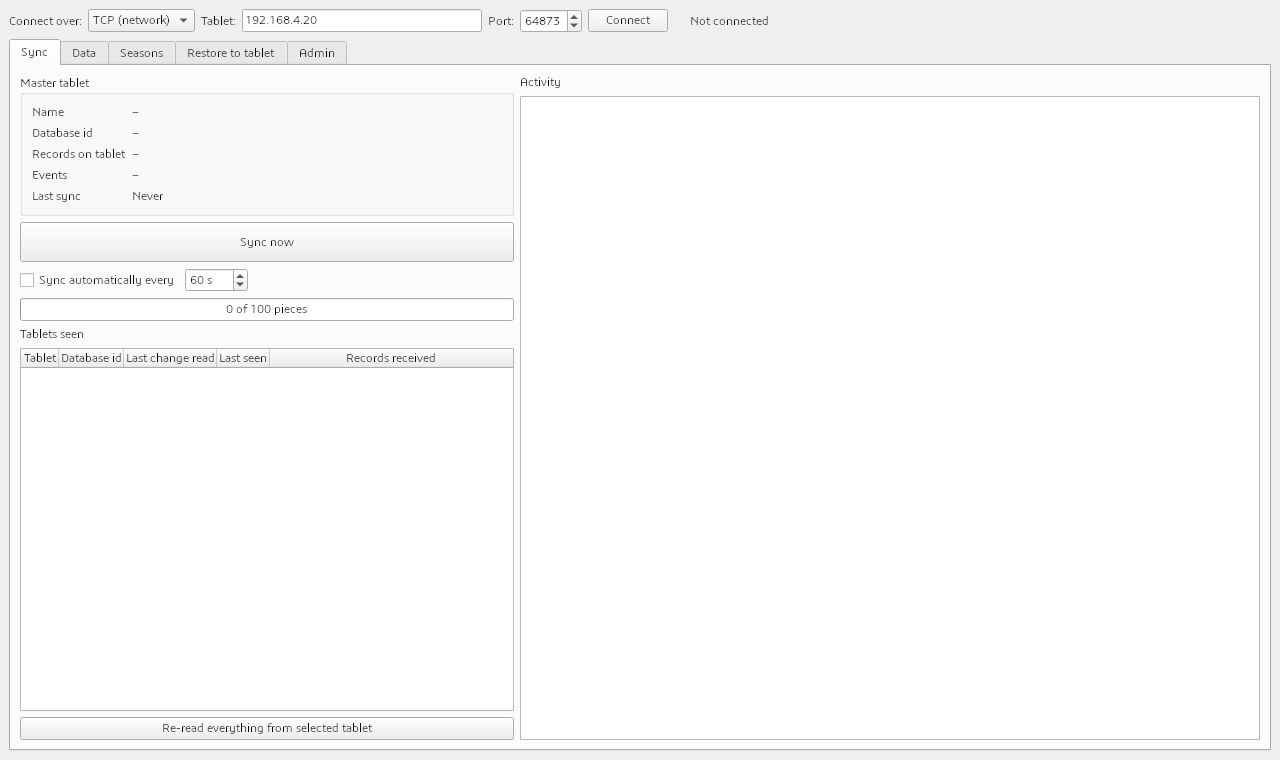 Connect over: TCP (network) Tablet: 192.168.4.20 Port: 64873 Connect Not connected
Sync Data Seasons Restore to tablet Admin
Master tablet
Name –
Database id –
Records on tablet –
Events –
Last sync Never
Sync now
Sync automatically every 60 s
0 of 100 pieces
Tablets seen
Tablet Database id Last change read Last seen Records received
Re-read everything from selected tablet
Activity